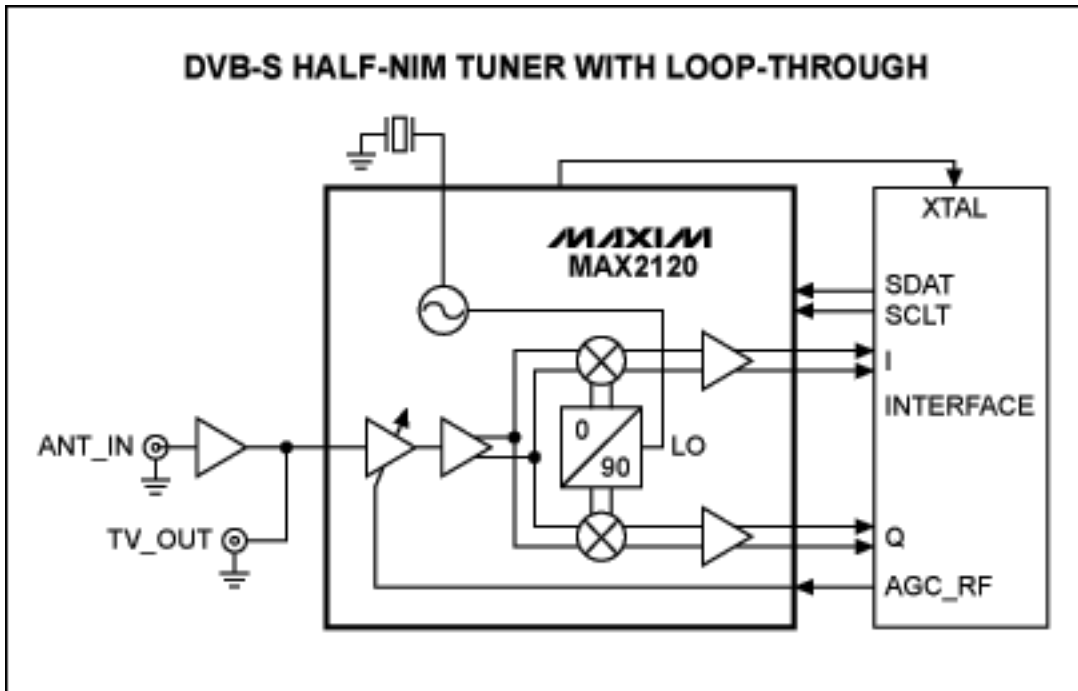 DVB-S HALF-NIM TUNER WITH LOOP-THROUGH
XTAL
MAXIM
MAX2120
SDAT
SCLT
I
INTERFACE
0
90
LO
ANT_IN
TV_OUT
Q
AGC_RF